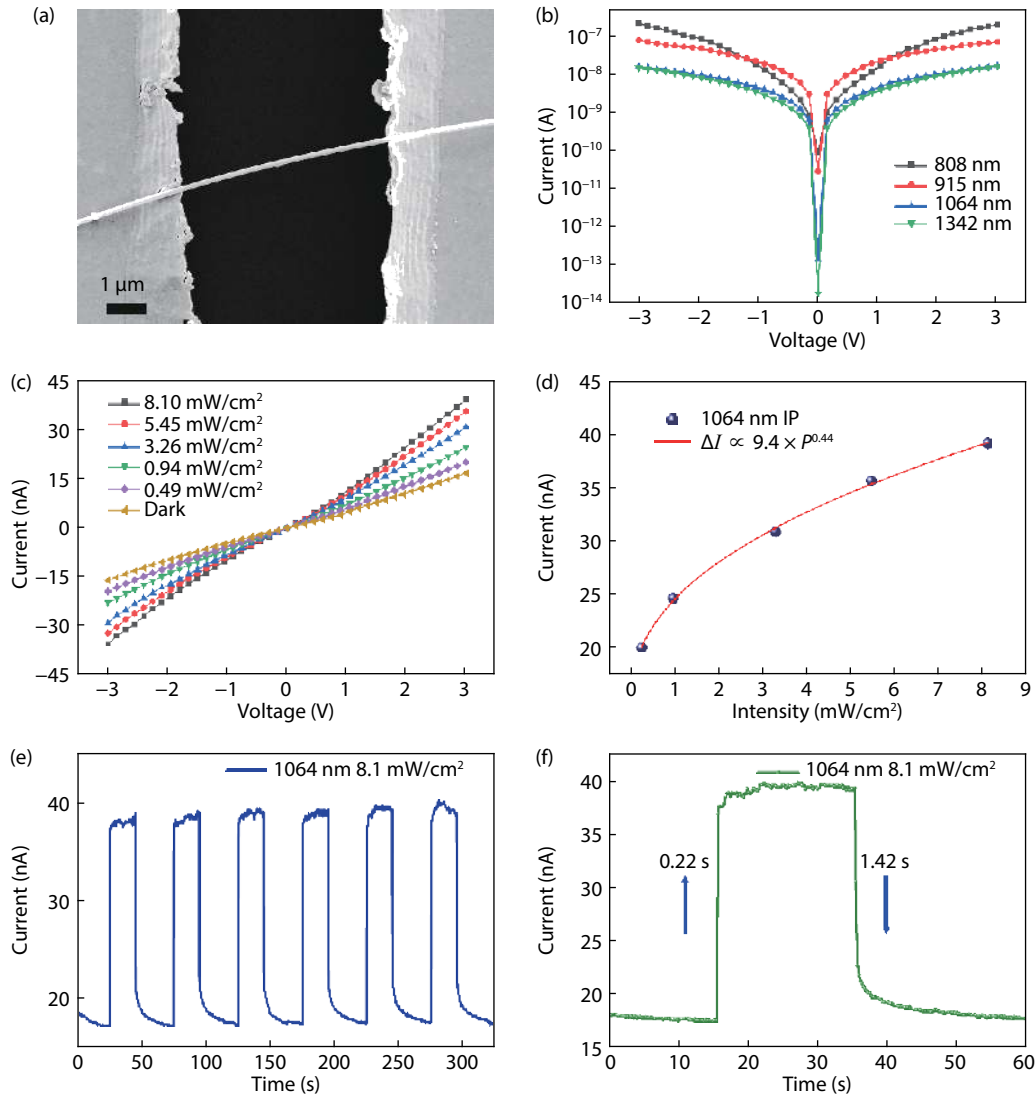 (a)
1 μm
(b)
Current (A)
10⁻⁷
10⁻⁸
10⁻⁹
10⁻¹⁰
10⁻¹¹
10⁻¹²
10⁻¹³
10⁻¹⁴
808 nm
915 nm
1064 nm
1342 nm
−3 −2 −1 0 1 2 3
Voltage (V)
(c)
Current (nA)
45
30
15
0
−15
−30
−45
8.10 mW/cm²
5.45 mW/cm²
3.26 mW/cm²
0.94 mW/cm²
0.49 mW/cm²
Dark
−3 −2 −1 0 1 2 3
Voltage (V)
(d)
Current (nA)
45
40
35
30
25
20
1064 nm IP
ΔI ∝ 9.4 × P⁰·⁴⁴
0 1 2 3 4 5 6 7 8 9
Intensity (mW/cm²)
(e)
Current (nA)
40
30
20
1064 nm 8.1 mW/cm²
0 50 100 150 200 250 300
Time (s)
(f)
Current (nA)
45
40
35
30
25
20
15
1064 nm 8.1 mW/cm²
0.22 s
1.42 s
0 10 20 30 40 50 60
Time (s)